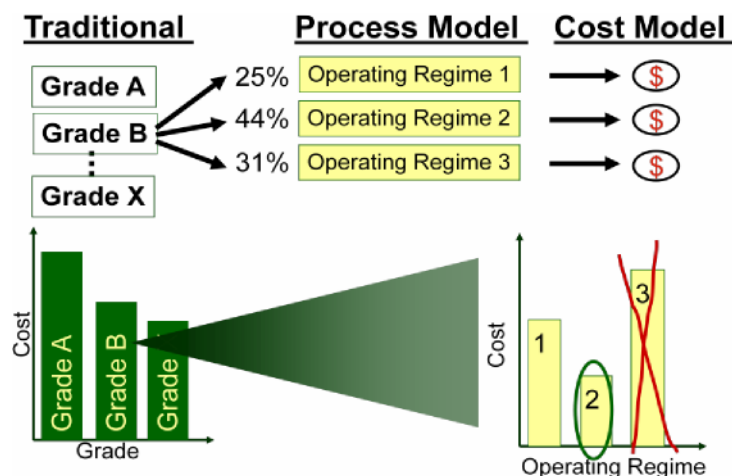 Traditional
Process Model
Cost Model
Grade A
25%
Operating Regime 1
$
Grade B
44%
Operating Regime 2
$
31%
Operating Regime 3
$
Grade X
Cost
Grade A
Grade B
Grade
Grade
Cost
1
2
3
Operating Regime